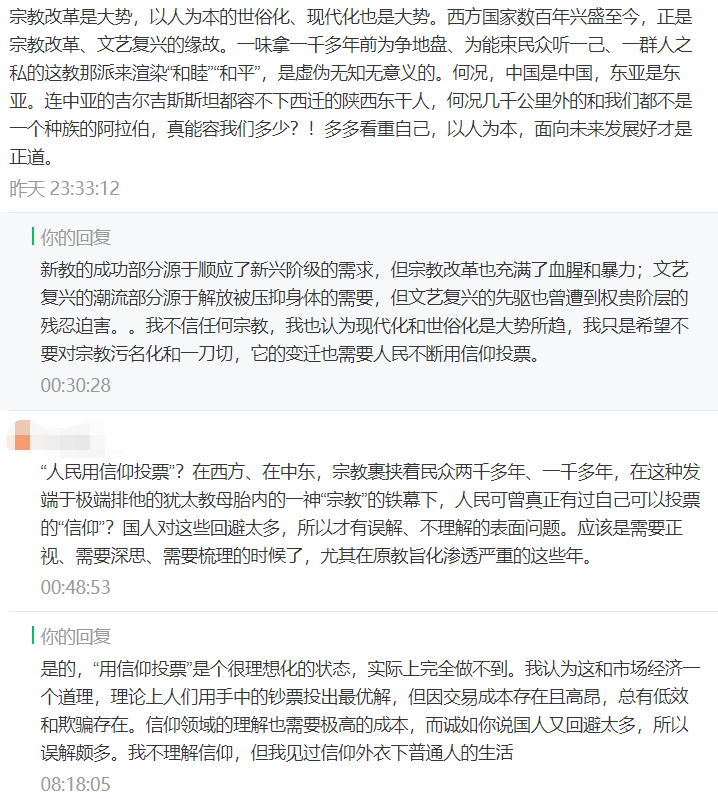 宗教改革是大势，以人为本的世俗化、现代化也是大势。西方国家数百年兴盛至今，正是
宗教改革、文艺复兴的缘故。一味拿一千多年前为争地盘、为能束民众听一己、一群人之
私的这教那派来渲染“和睦”“和平”，是虚伪无知无意义的。何况，中国是中国，东亚是东
亚。连中亚的吉尔吉斯斯坦都容不下西迁的陕西东干人，何况几千公里外的和我们都不是
一个种族的阿拉伯，真能容我们多少？！多多看重自己，以人为本，面向未来发展好才是
正道。
昨天 23:33:12
你的回复
新教的成功部分源于顺应了新兴阶级的需求，但宗教改革也充满了血腥和暴力；文艺
复兴的潮流部分源于解放被压抑身体的需要，但文艺复兴的先驱也曾遭到权贵阶层的
残忍迫害。。我不信任何宗教，我也认为现代化和世俗化是大势所趋，我只是希望不
要对宗教污名化和一刀切，它的变迁也需要人民不断用信仰投票。
00:30:28
“人民用信仰投票”？在西方、在中东，宗教裹挟着民众两千多年、一千多年，在这种发
端于极端排他的犹太教母胎内的一神“宗教”的铁幕下，人民可曾真正有过自己可以投票
的“信仰”？国人对这些回避太多，所以才有误解、不理解的表面问题。应该是需要正
视、需要深思、需要梳理的时候了，尤其在原教旨化渗透严重的这些年。
00:48:53
你的回复
是的，“用信仰投票”是个很理想化的状态，实际上完全做不到。我认为这和市场经济一
个道理，理论上人们用手中的钞票投出最优解，但因交易成本存在且高昂，总有低效
和欺骗存在。信仰领域的理解也需要极高的成本，而诚如你说国人又回避太多，所以
误解颇多。我不理解信仰，但我见过信仰外衣下普通人的生活
08:18:05